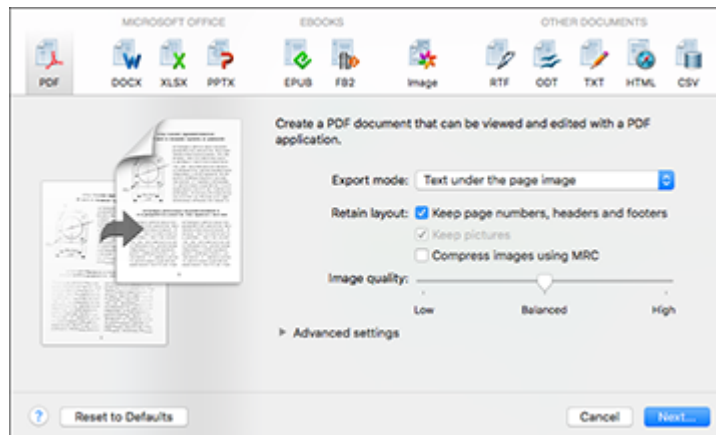 MICROSOFT OFFICE EBOOKS OTHER DOCUMENTS
PDF DOCX XLSX PPTX EPUB FB2 Image RTF ODT TXT HTML CSV
Create a PDF document that can be viewed and edited with a PDF
application.
Export mode: Text under the page image
Retain layout: Keep page numbers, headers and footers
Keep pictures
Compress images using MRC
Image quality:
Low Balanced High
Advanced settings
? Reset to Defaults Cancel Next...